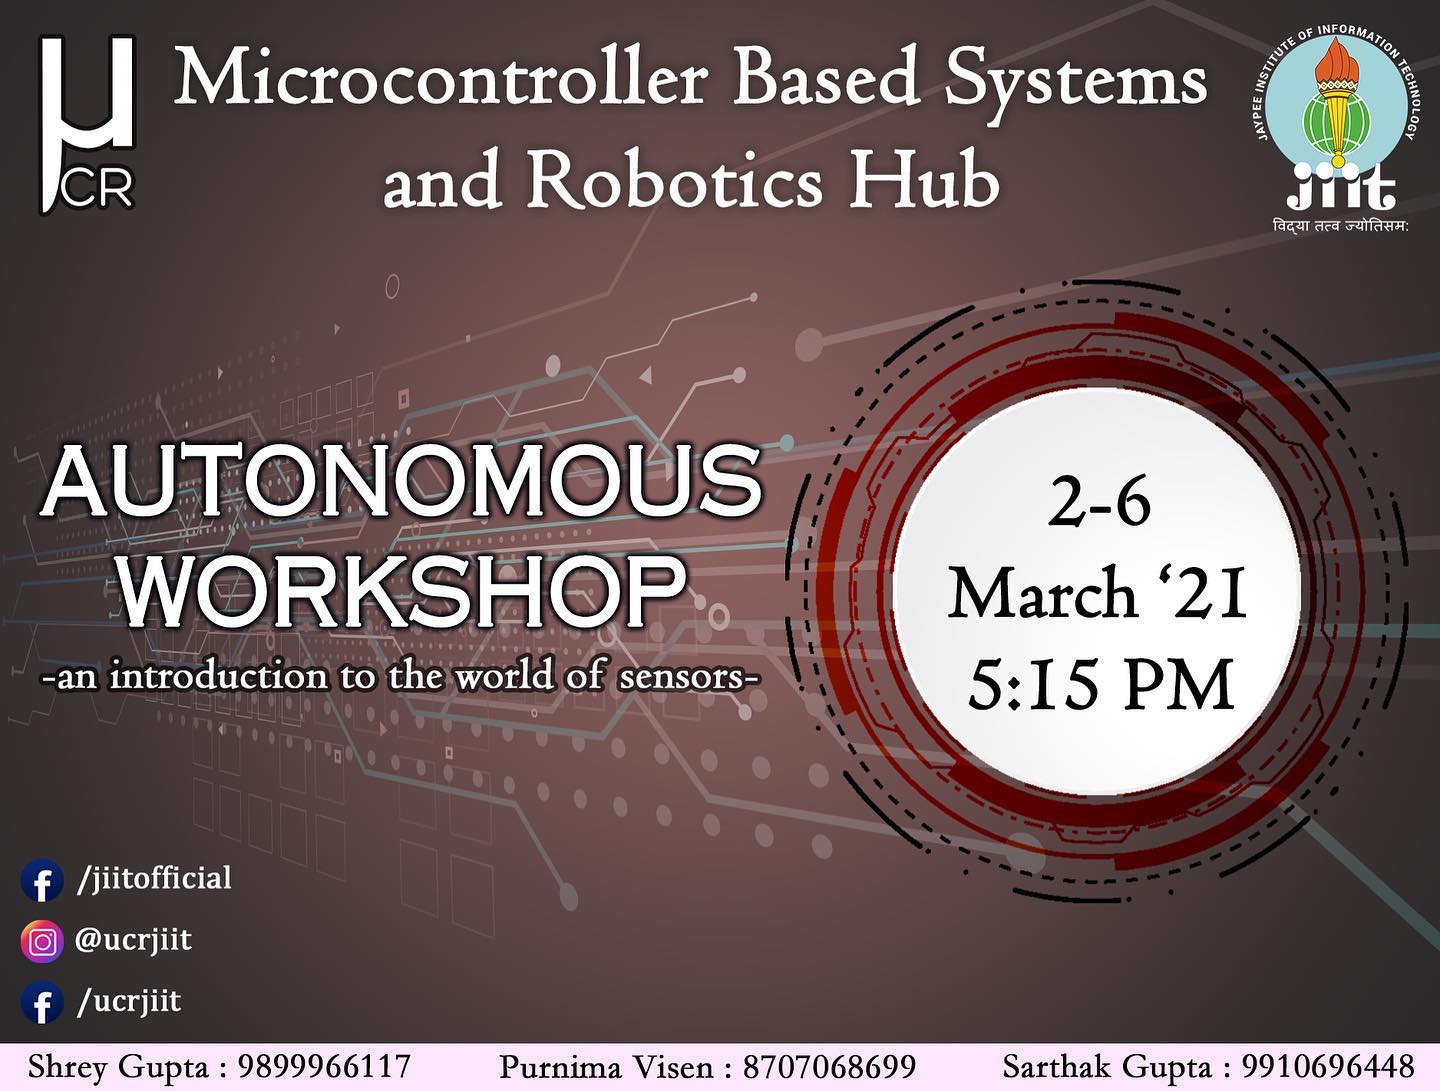 µCR
Microcontroller Based Systems
and Robotics Hub
JAYPEE INSTITUTE OF INFORMATION TECHNOLOGY
jiit
विद्या तत्व ज्योतिसम:
AUTONOMOUS
WORKSHOP
-an introduction to the world of sensors-
2-6
March ‘21
5:15 PM
/jiitofficial
@ucrjiit
/ucrjiit
Shrey Gupta : 9899966117
Purnima Visen : 8707068699
Sarthak Gupta : 9910696448